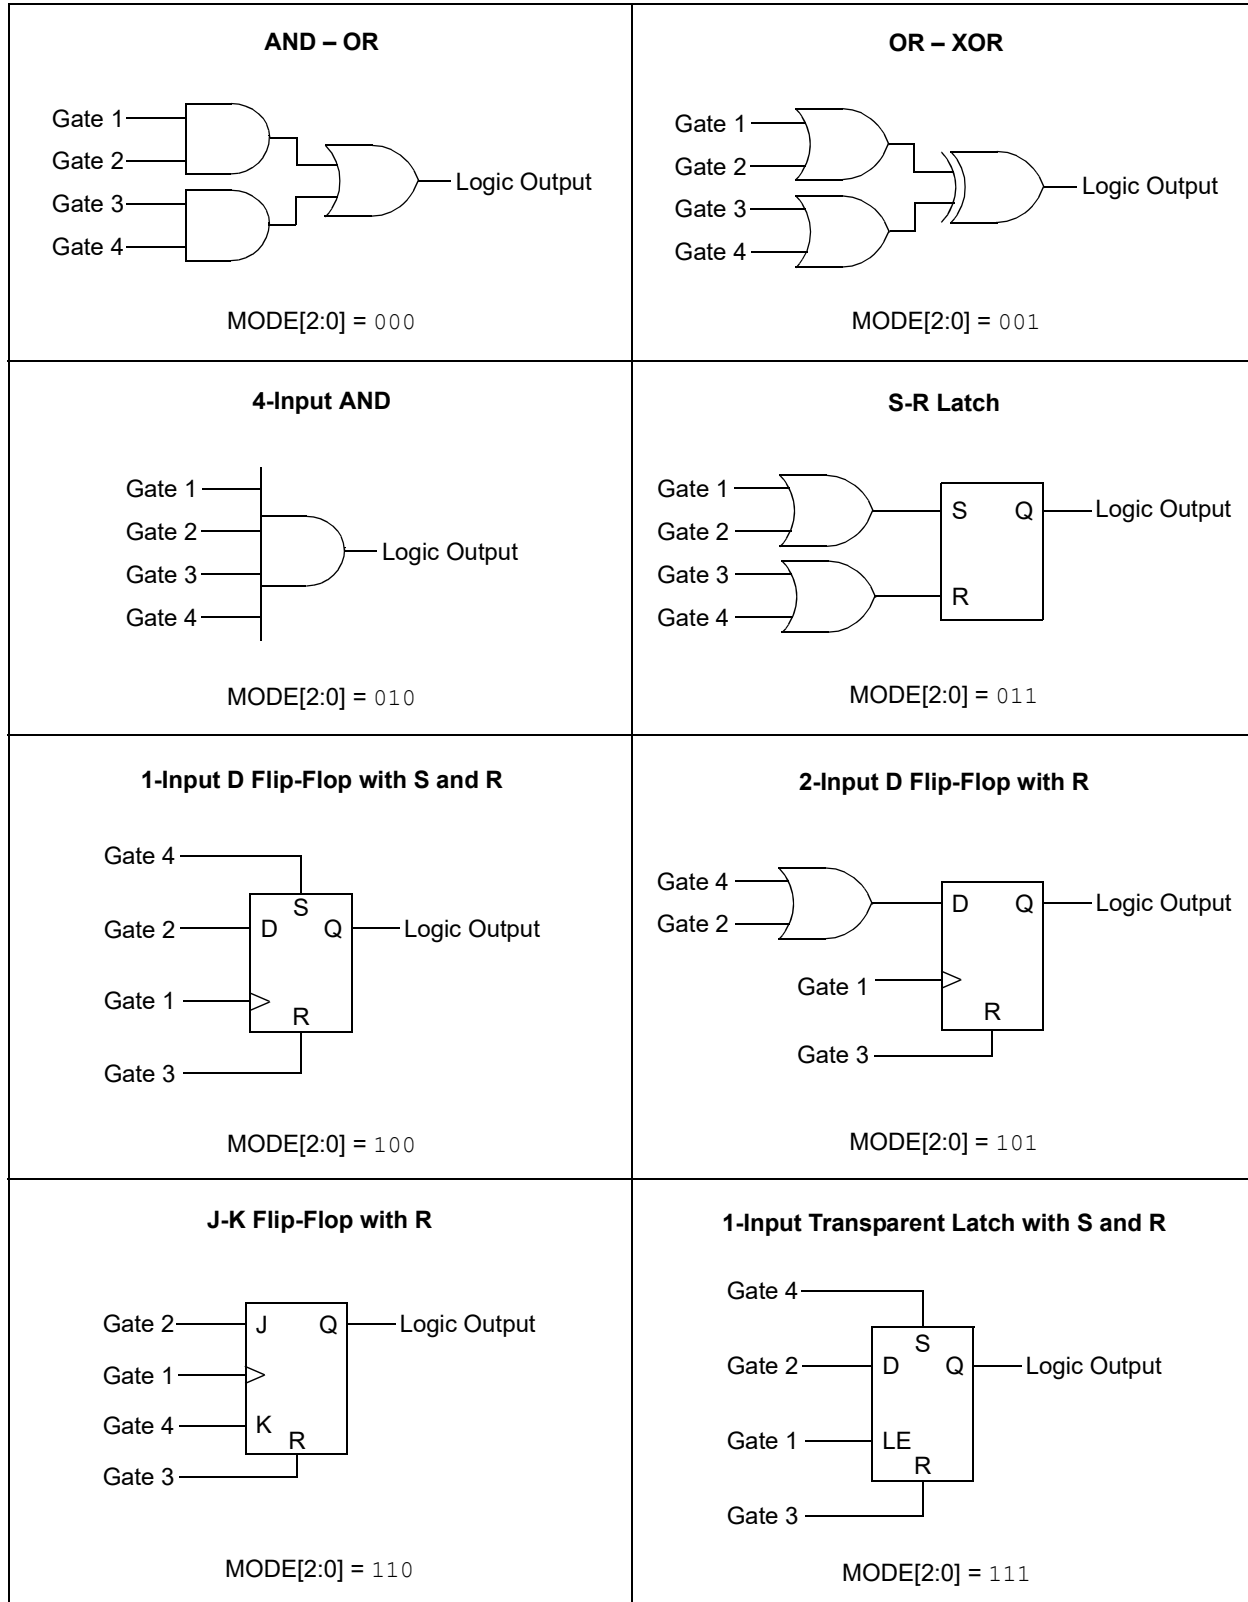 AND – OR
Gate 1
Gate 2
Gate 3
Gate 4
Logic Output
MODE[2:0] = 000
OR – XOR
Gate 1
Gate 2
Gate 3
Gate 4
Logic Output
MODE[2:0] = 001
4-Input AND
Gate 1
Gate 2
Gate 3
Gate 4
Logic Output
MODE[2:0] = 010
S-R Latch
Gate 1
Gate 2
Gate 3
Gate 4
S Q
R
Logic Output
MODE[2:0] = 011
1-Input D Flip-Flop with S and R
Gate 4
S
Gate 2
D Q
Logic Output
Gate 1
R
Gate 3
MODE[2:0] = 100
2-Input D Flip-Flop with R
Gate 4
Gate 2
D Q
Logic Output
Gate 1
R
Gate 3
MODE[2:0] = 101
J-K Flip-Flop with R
Gate 2
J Q
Logic Output
Gate 1
Gate 4
K
R
Gate 3
MODE[2:0] = 110
1-Input Transparent Latch with S and R
Gate 4
S
Gate 2
D Q
Logic Output
Gate 1
LE
R
Gate 3
MODE[2:0] = 111